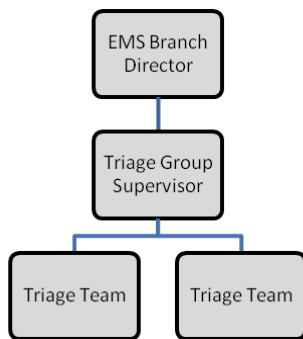 EMS Branch
Director
Triage Group
Supervisor
Triage Team
Triage Team